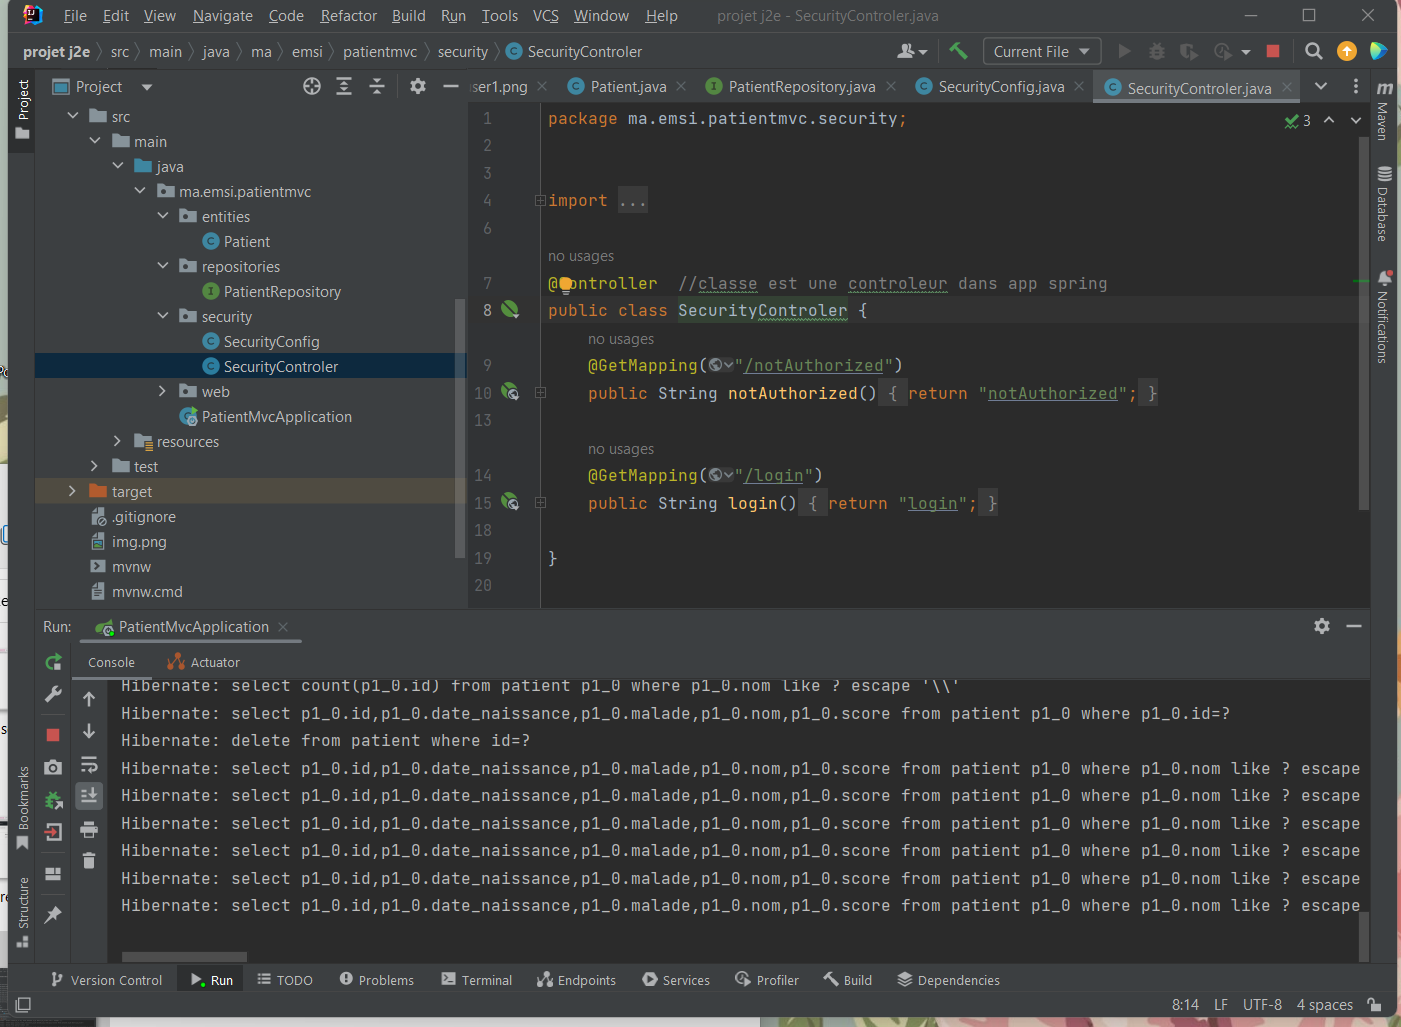 File Edit View Navigate Code Refactor Build Run Tools VCS Window Help projet j2e - SecurityControler.java
projet j2e src main java ma emsi patientmvc security SecurityControler Current File
Project ser1.png Patient.java PatientRepository.java SecurityConfig.java SecurityControler.java
src
main
java
ma.emsi.patientmvc
entities
Patient
repositories
PatientRepository
security
SecurityConfig
SecurityControler
web
PatientMvcApplication
resources
test
target
.gitignore
img.png
mvnw
mvnw.cmd
1 package ma.emsi.patientmvc.security; 3
2
3
4 import ...
6
no usages
7 @Controller //classe est une controleur dans app spring
8 public class SecurityControler {
no usages
9 @GetMapping("/notAuthorized")
10 public String notAuthorized() { return "notAuthorized"; }
13
no usages
14 @GetMapping("/login")
15 public String login() { return "login"; }
18
19 }
20
Project
Bookmarks
Structure
Maven
Database
Notifications
Run: PatientMvcApplication
Console Actuator
Hibernate: select count(p1_0.id) from patient p1_0 where p1_0.nom like ? escape '\\'
Hibernate: select p1_0.id,p1_0.date_naissance,p1_0.malade,p1_0.nom,p1_0.score from patient p1_0 where p1_0.id=?
Hibernate: delete from patient where id=?
Hibernate: select p1_0.id,p1_0.date_naissance,p1_0.malade,p1_0.nom,p1_0.score from patient p1_0 where p1_0.nom like ? escape
Hibernate: select p1_0.id,p1_0.date_naissance,p1_0.malade,p1_0.nom,p1_0.score from patient p1_0 where p1_0.nom like ? escape
Hibernate: select p1_0.id,p1_0.date_naissance,p1_0.malade,p1_0.nom,p1_0.score from patient p1_0 where p1_0.nom like ? escape
Hibernate: select p1_0.id,p1_0.date_naissance,p1_0.malade,p1_0.nom,p1_0.score from patient p1_0 where p1_0.nom like ? escape
Hibernate: select p1_0.id,p1_0.date_naissance,p1_0.malade,p1_0.nom,p1_0.score from patient p1_0 where p1_0.nom like ? escape
Hibernate: select p1_0.id,p1_0.date_naissance,p1_0.malade,p1_0.nom,p1_0.score from patient p1_0 where p1_0.nom like ? escape
Version Control Run TODO Problems Terminal Endpoints Services Profiler Build Dependencies
8:14 LF UTF-8 4 spaces